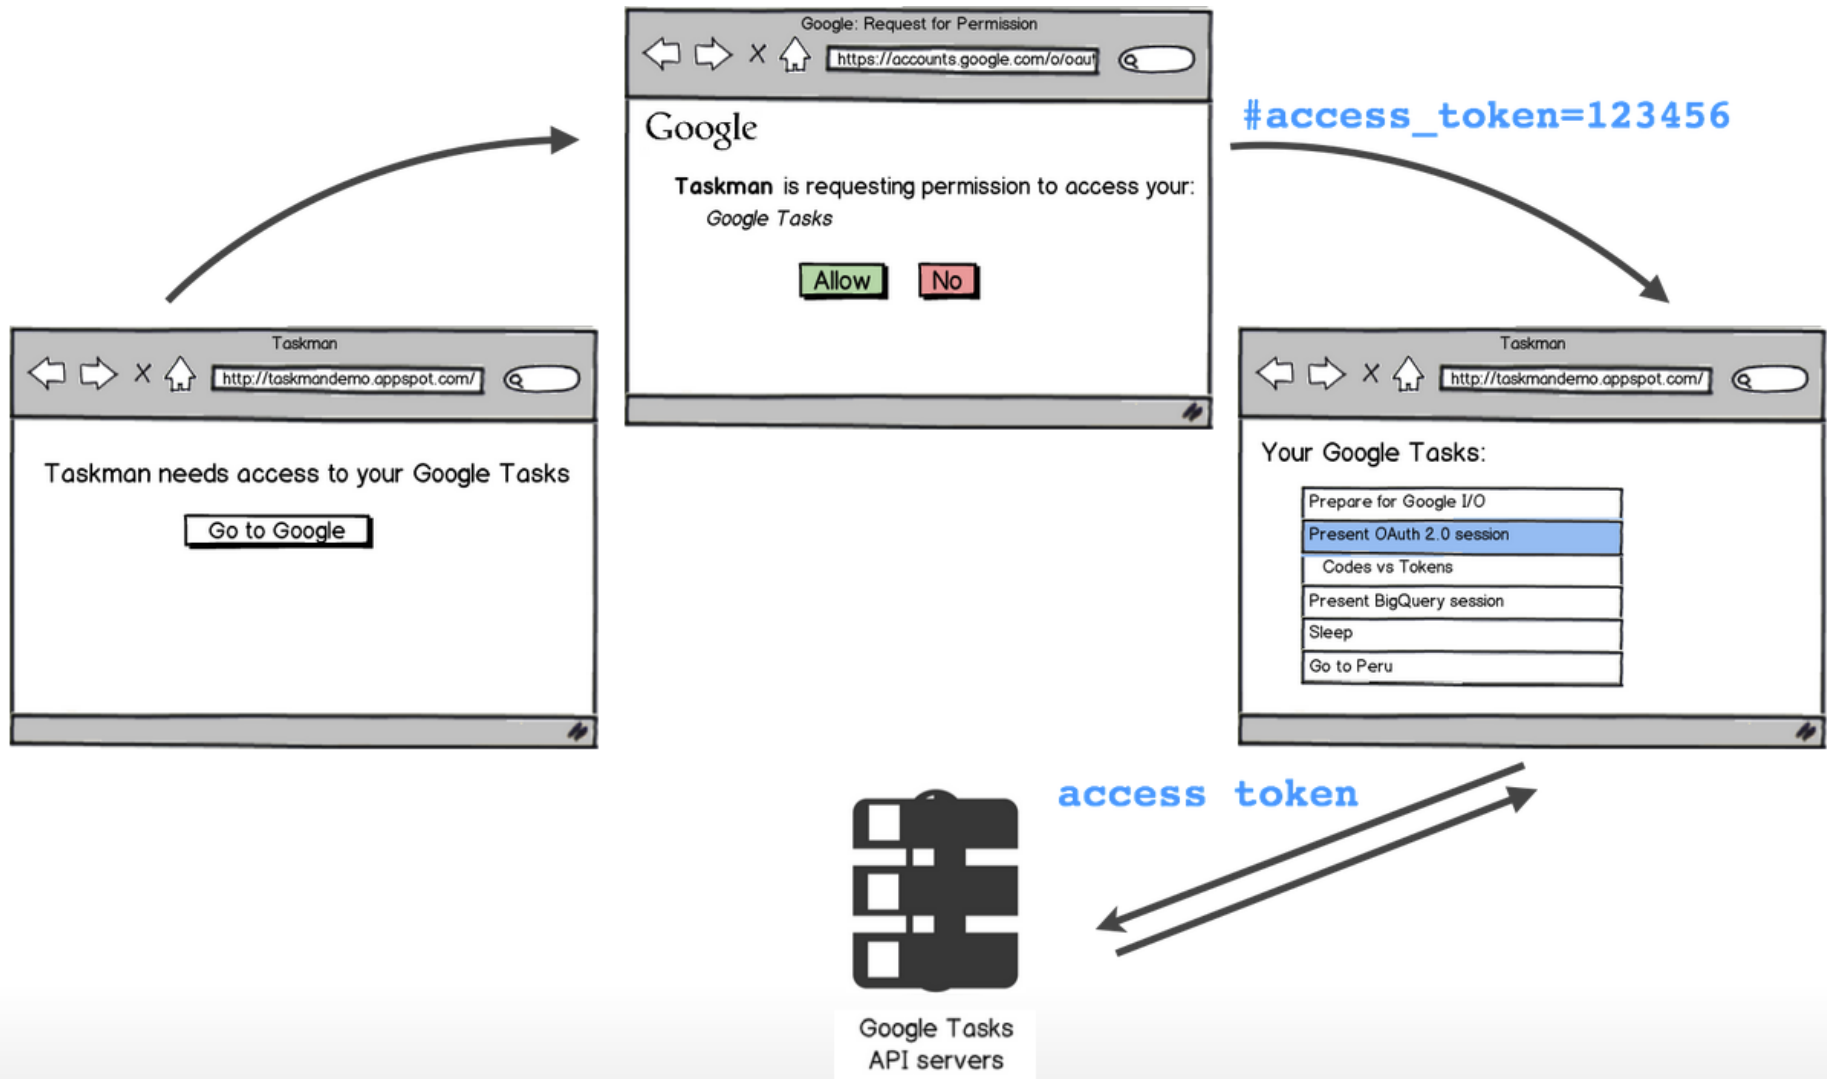 Google: Request for Permission
https://accounts.google.com/o/oaut
Google
Taskman is requesting permission to access your:
Google Tasks
Allow
No
#access_token=123456
Taskman
http://taskmandemo.appspot.com/
Taskman needs access to your Google Tasks
Go to Google
Taskman
http://taskmandemo.appspot.com/
Your Google Tasks:
Prepare for Google I/O
Present OAuth 2.0 session
Codes vs Tokens
Present BigQuery session
Sleep
Go to Peru
access token
Google Tasks
API servers